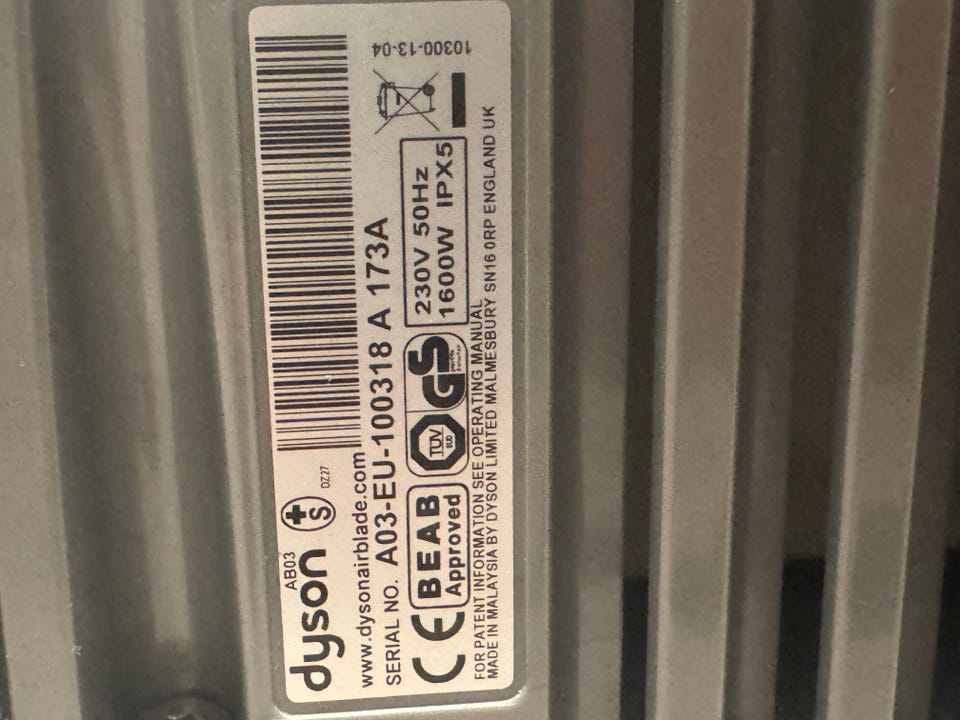 dyson AB03
+S DZ27
www.dysonairblade.com
SERIAL NO. A03-EU-100318 A 173A
CE BEAB Approved
TÜV SÜD GS
230V 50Hz
1600W IPX5
FOR PATENT INFORMATION SEE OPERATING MANUAL
MADE IN MALAYSIA BY DYSON LIMITED MALMESBURY SN16 0RP ENGLAND UK
10300-13-04